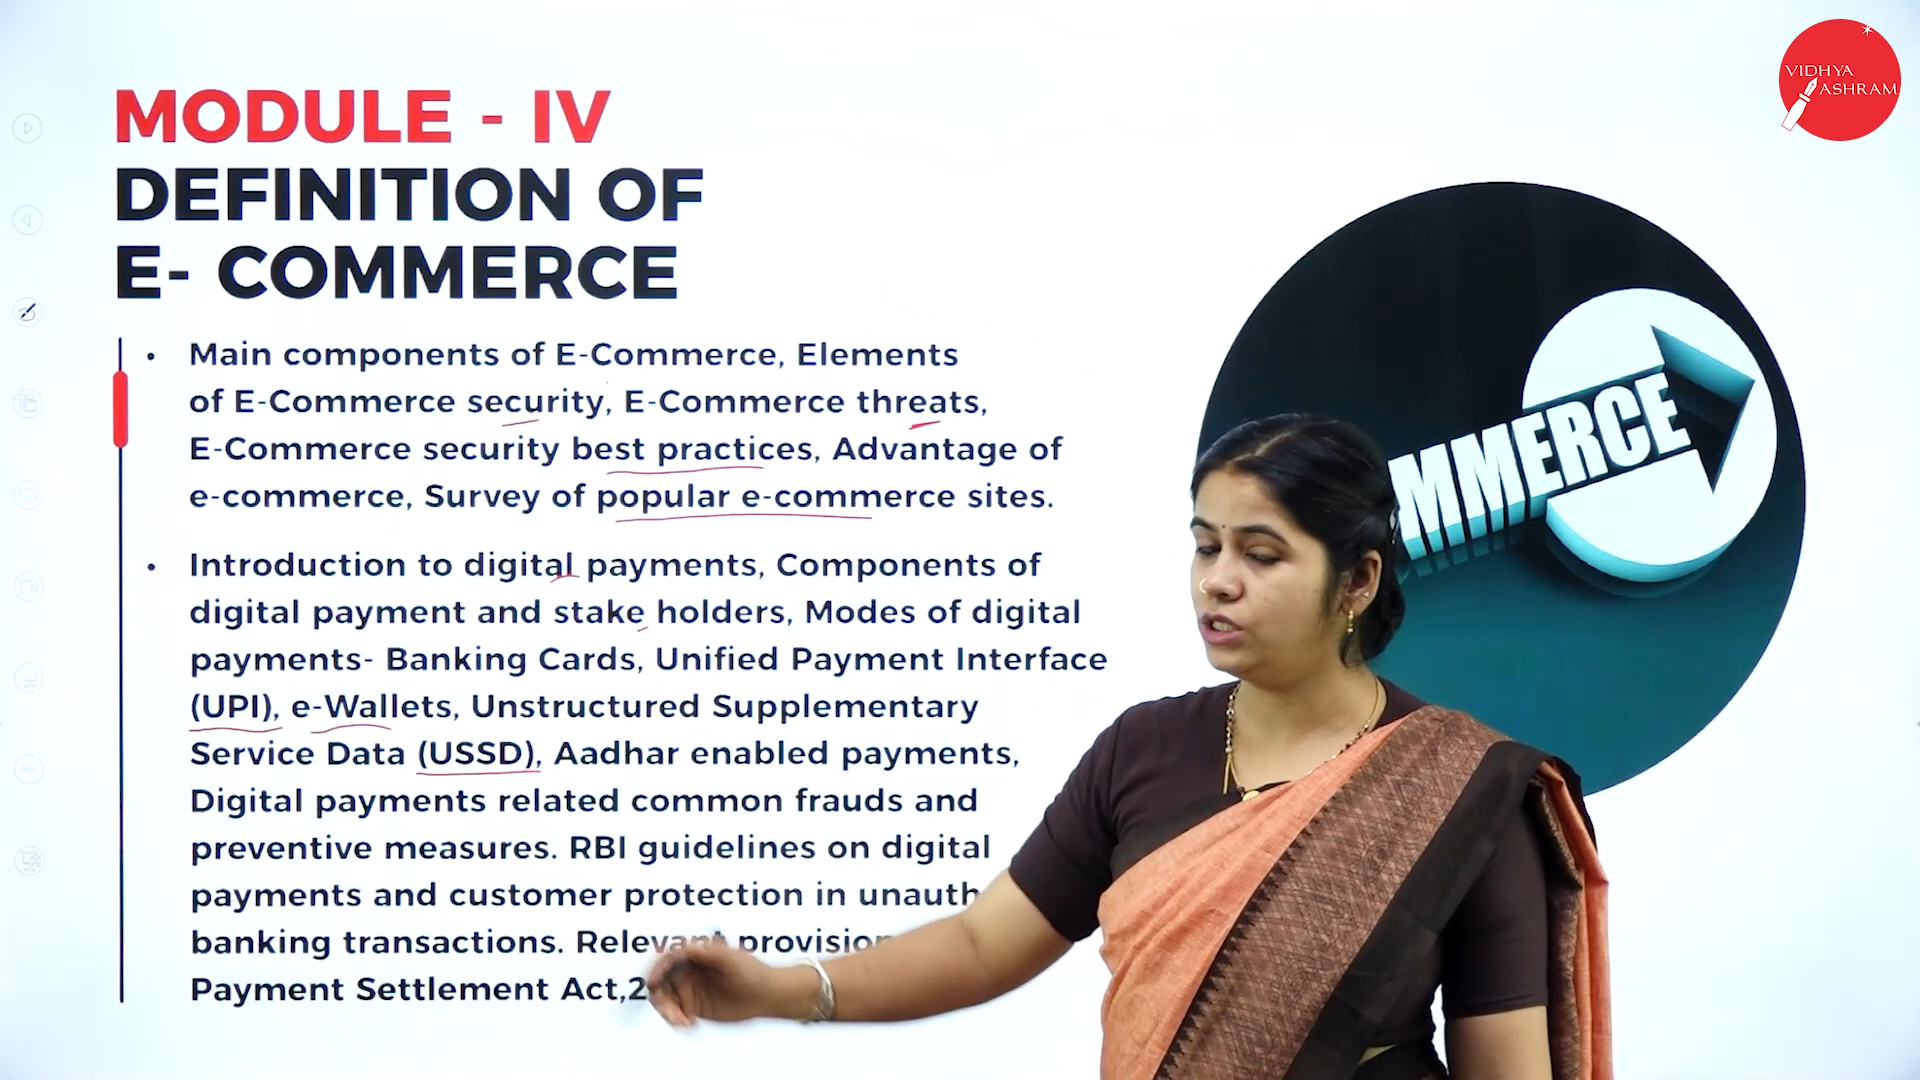 VIDHYA
ASHRAM
MODULE - IV
DEFINITION OF
E- COMMERCE
• Main components of E-Commerce, Elements
of E-Commerce security, E-Commerce threats,
E-Commerce security best practices, Advantage of
e-commerce, Survey of popular e-commerce sites.
• Introduction to digital payments, Components of
digital payment and stake holders, Modes of digital
payments- Banking Cards, Unified Payment Interface
(UPI), e-Wallets, Unstructured Supplementary
Service Data (USSD), Aadhar enabled payments,
Digital payments related common frauds and
preventive measures. RBI guidelines on digital
payments and customer protection in unauth
banking transactions. Relevant provision
Payment Settlement Act,2
MMERCE